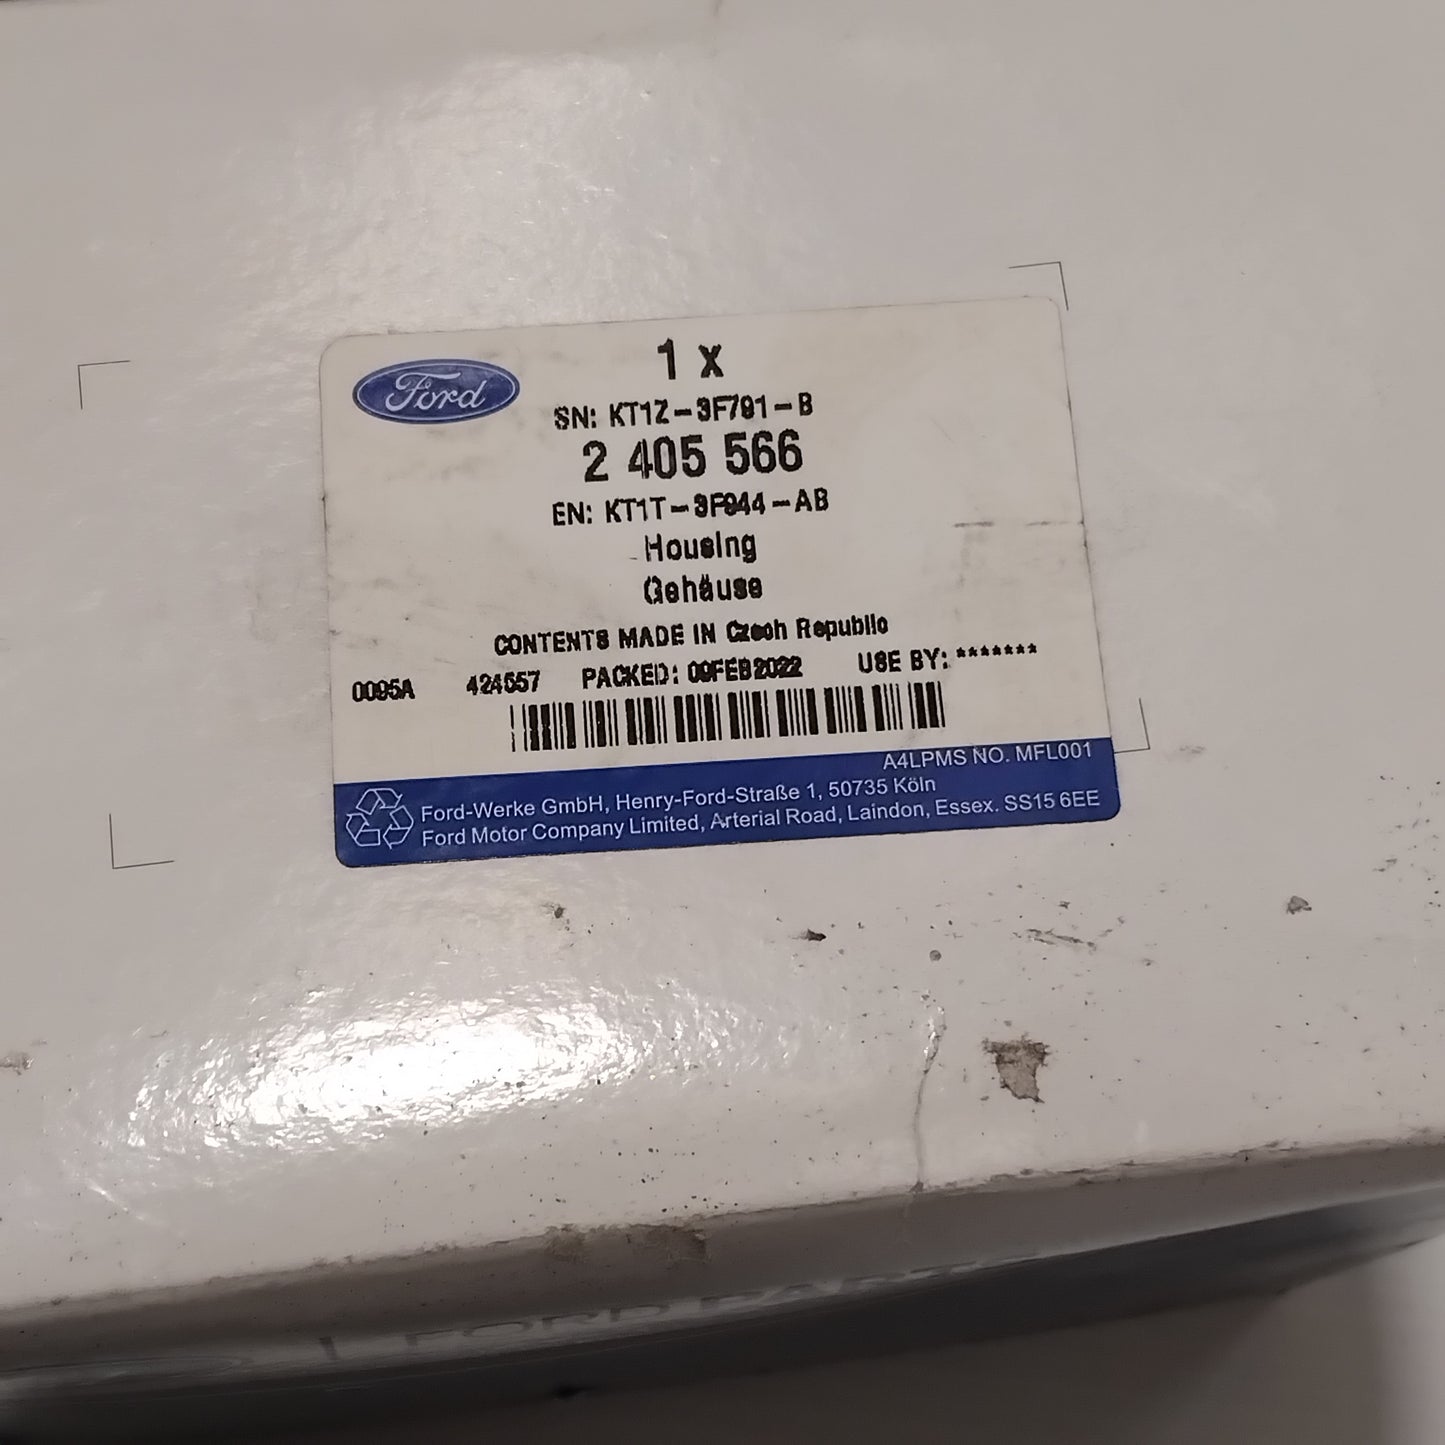 Ford
1 x
SN: KT1Z-3F791-B
2 405 566
EN: KT1T-3F944-AB
Housing
Gehäuse
CONTENTS MADE IN Czech Republic
0095A 424557 PACKED: 09FEB2022 USE BY: *******
A4LPMS NO. MFL001
Ford-Werke GmbH, Henry-Ford-Straße 1, 50735 Köln
Ford Motor Company Limited, Arterial Road, Laindon, Essex. SS15 6EE
FORD PARTS